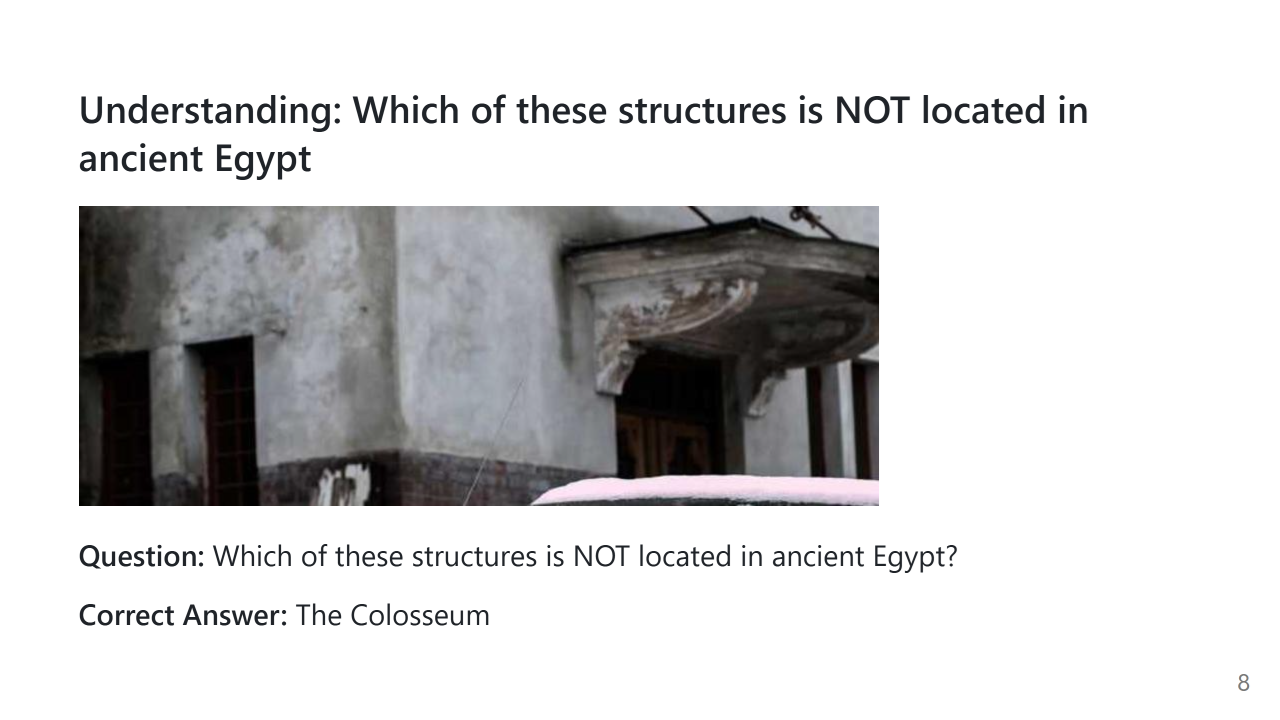 Understanding: Which of these structures is NOT located in
ancient Egypt
Question: Which of these structures is NOT located in ancient Egypt?
Correct Answer: The Colosseum
8